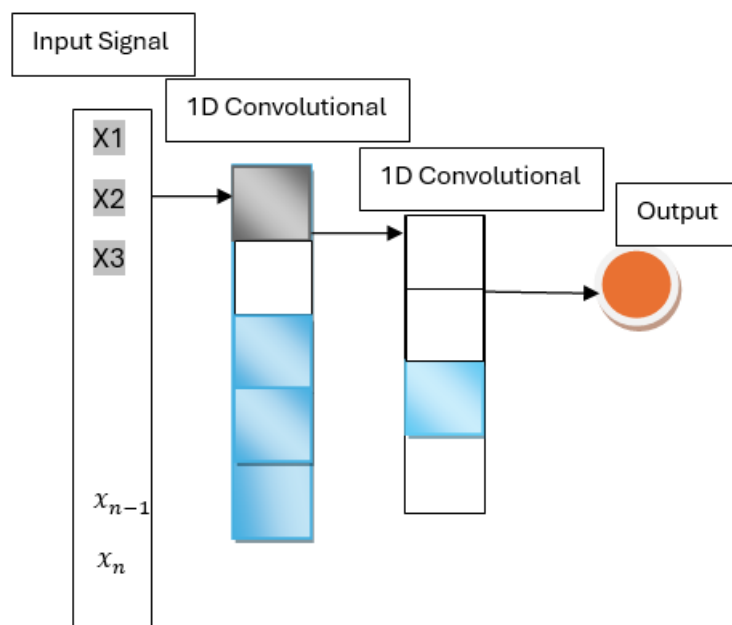 Input Signal
1D Convolutional
1D Convolutional
Output
X1
X2
X3
x_{n-1}
x_n